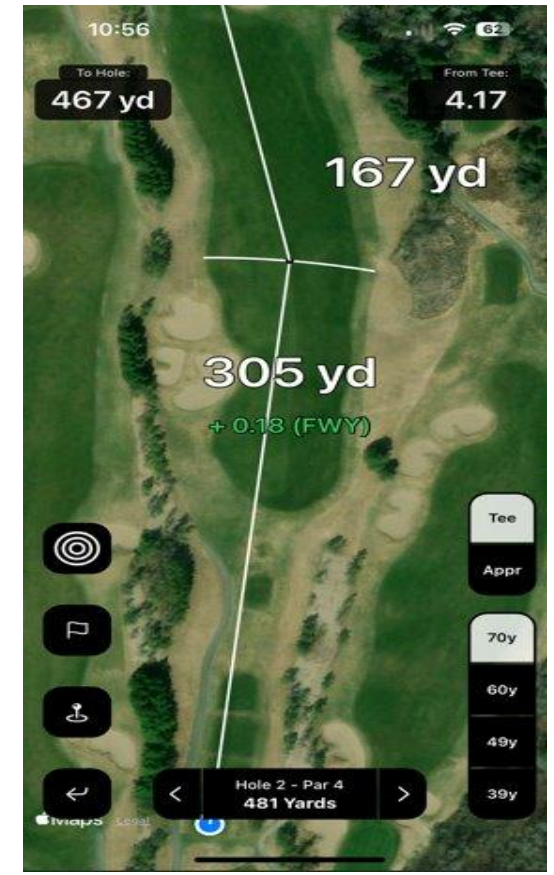 10:56
62
To Hole:
467 yd
From Tee:
4.17
167 yd
305 yd
+ 0.18 (FWY)
Tee
Appr
70y
60y
49y
39y
Hole 2 - Par 4
481 Yards
Maps Legal